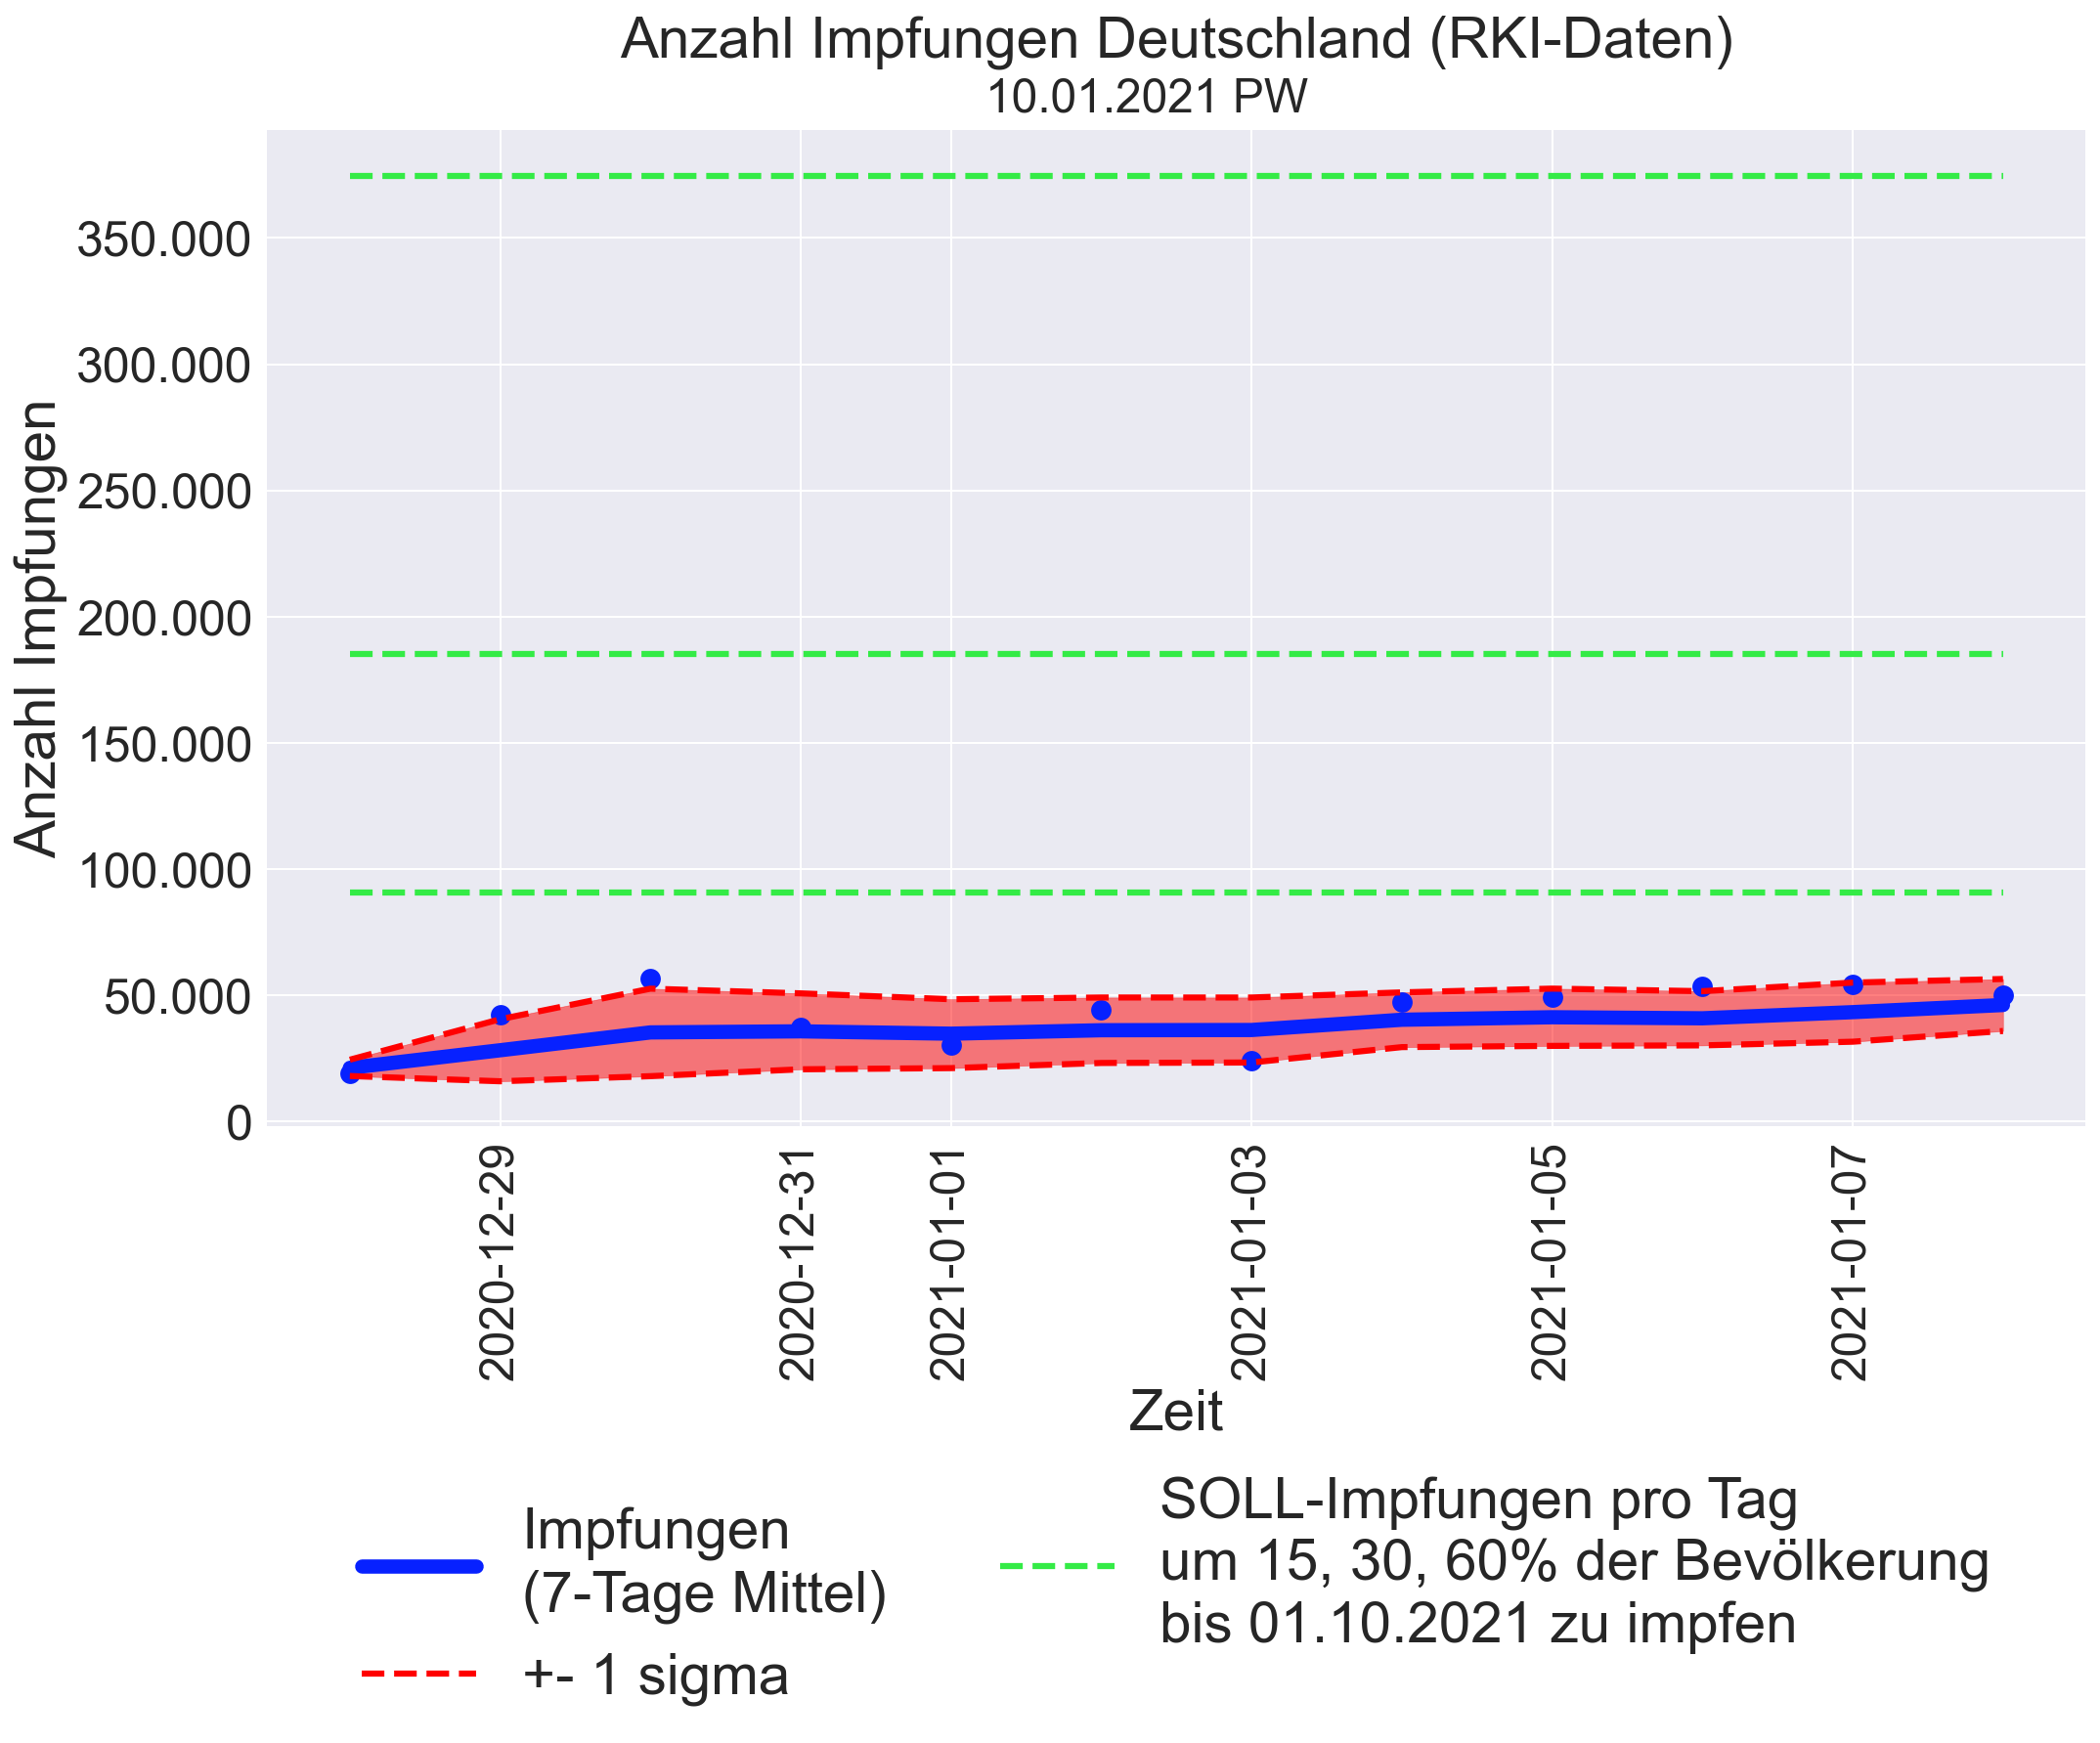 Anzahl Impfungen Deutschland (RKI-Daten)
10.01.2021 PW
Anzahl Impfungen
350.000
300.000
250.000
200.000
150.000
100.000
50.000
0
2020-12-29
2020-12-31
2021-01-01
2021-01-03
2021-01-05
2021-01-07
Zeit
Impfungen
(7-Tage Mittel)
+- 1 sigma
SOLL-Impfungen pro Tag
um 15, 30, 60% der Bevölkerung
bis 01.10.2021 zu impfen